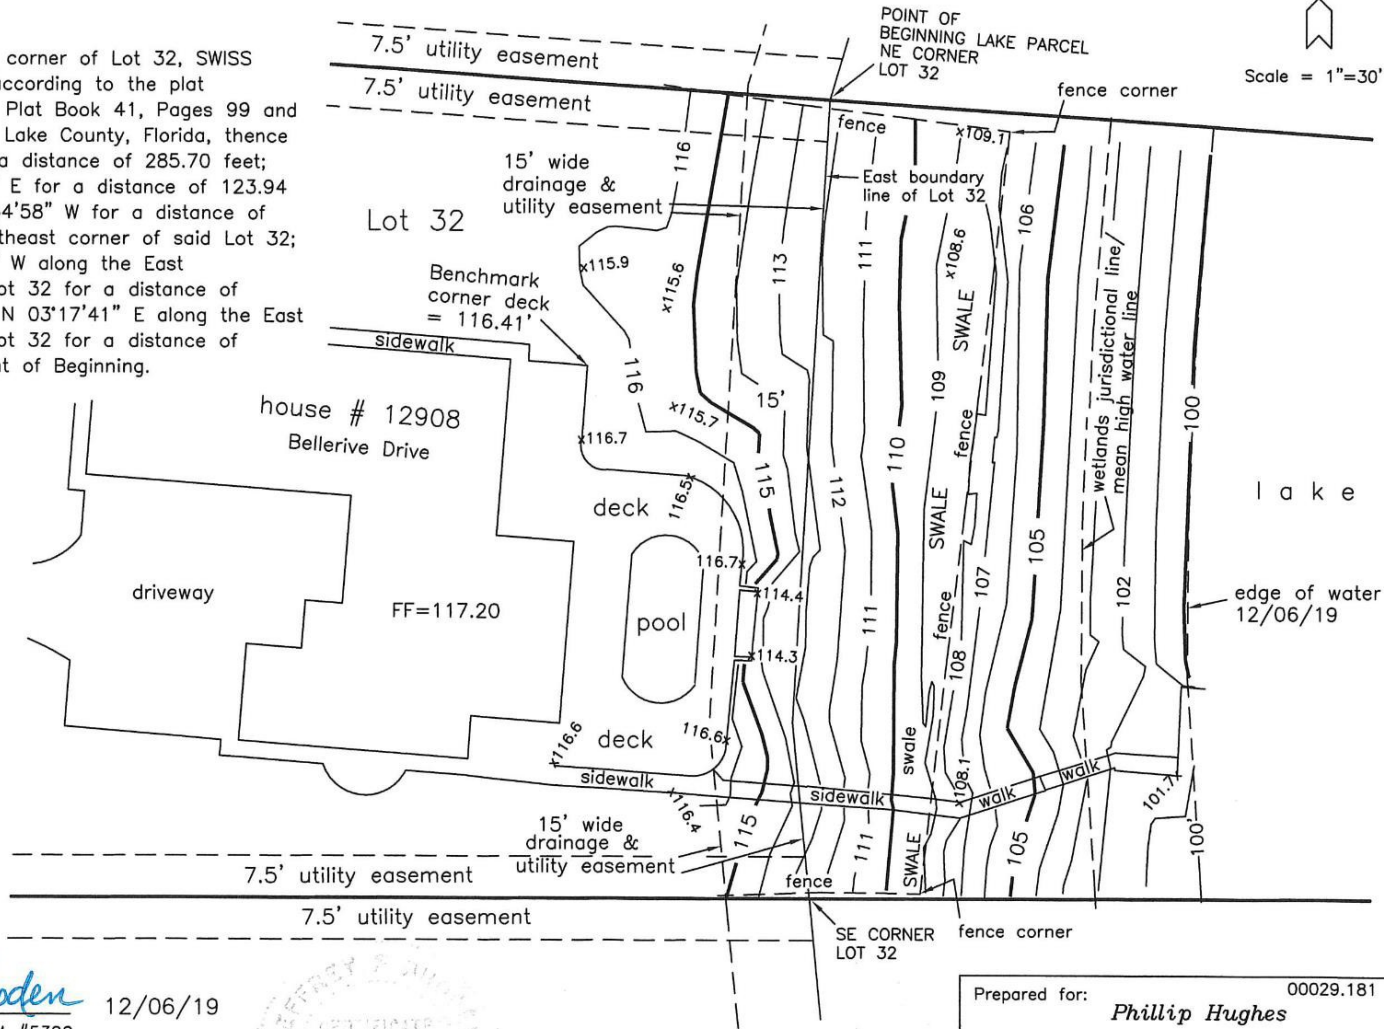 corner of Lot 32, SWISS
according to the plat
Plat Book 41, Pages 99 and
Lake County, Florida, thence
a distance of 285.70 feet;
E for a distance of 123.94
4'58" W for a distance of
theast corner of said Lot 32;
W along the East
ot 32 for a distance of
N 03°17'41" E along the East
ot 32 for a distance of
t of Beginning.
7.5' utility easement
7.5' utility easement
POINT OF
BEGINNING LAKE PARCEL
NE CORNER
LOT 32
Scale = 1"=30'
fence corner
fence
x109.1
116
15' wide
drainage &
utility easement
East boundary
line of Lot 32
Lot 32
111
106
x108.6
113
x115.9
x115.6
Benchmark
corner deck
= 116.41'
SWALE
wetlands jurisdictional line/
mean high water line
sidewalk
116
109
15'
100
house # 12908
Bellerive Drive
x115.7
x116.7
fence
110
115
112
116.5x
deck
SWALE
lake
105
116.7x
x114.4
107
102
driveway
FF=117.20
pool
111
fence
edge of water
12/06/19
x114.3
108
x116.6
deck
116.6x
swale
sidewalk
sidewalk
x108.1
walk
walk
101.7
x116.4
15' wide
drainage &
utility easement
115
111
SWALE
105
100'
7.5' utility easement
fence
7.5' utility easement
SE CORNER
LOT 32
fence corner
oden
12/06/19
Prepared for:
00029.181
Phillip Hughes